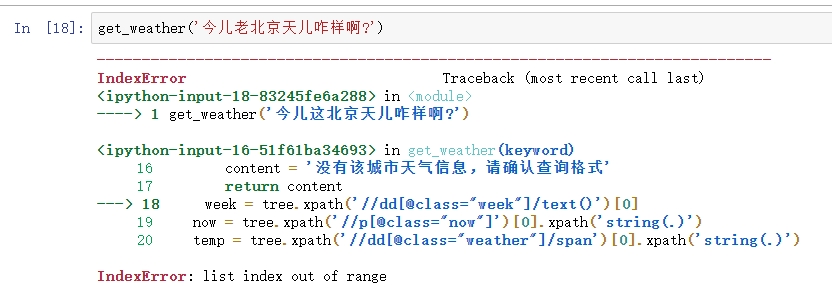 In [18]: get_weather('今儿老北京天儿咋样啊?')
---------------------------------------------------------------------------
IndexError                                Traceback (most recent call last)
<ipython-input-18-83245fe6a288> in <module>
----> 1 get_weather('今儿这北京天儿咋样啊?')
<ipython-input-16-51f61ba34693> in get_weather(keyword)
     16         content = '没有该城市天气信息，请确认查询格式'
     17         return content
---> 18     week = tree.xpath('//dd[@class="week"]/text()')[0]
     19     now = tree.xpath('//p[@class="now"]')[0].xpath('string(.)')
     20     temp = tree.xpath('//dd[@class="weather"]/span')[0].xpath('string(.)')
IndexError: list index out of range